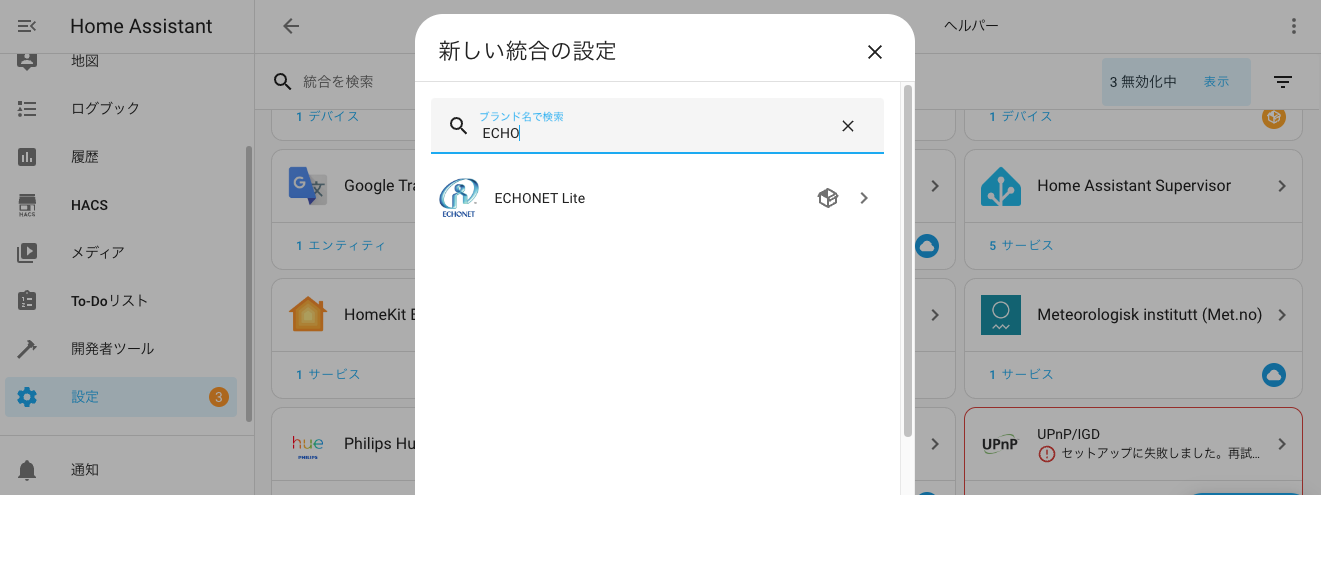 Home Assistant
地図
ログブック
履歴
HACS
HACS
メディア
To-Doリスト
開発者ツール
設定
3
通知
ヘルパー
統合を検索
3 無効化中
表示
新しい統合の設定
ブランド名で検索
ECHO
ECHONET
ECHONET Lite
1 デバイス
1 デバイス
G
文
Google Tra
Home Assistant Supervisor
1 エンティティ
5 サービス
HomeKit
Meteorologisk institutt (Met.no)
1 サービス
1 サービス
hue
PHILIPS
Philips Hu
UPnP
UPnP/IGD
セットアップに失敗しました。再試…